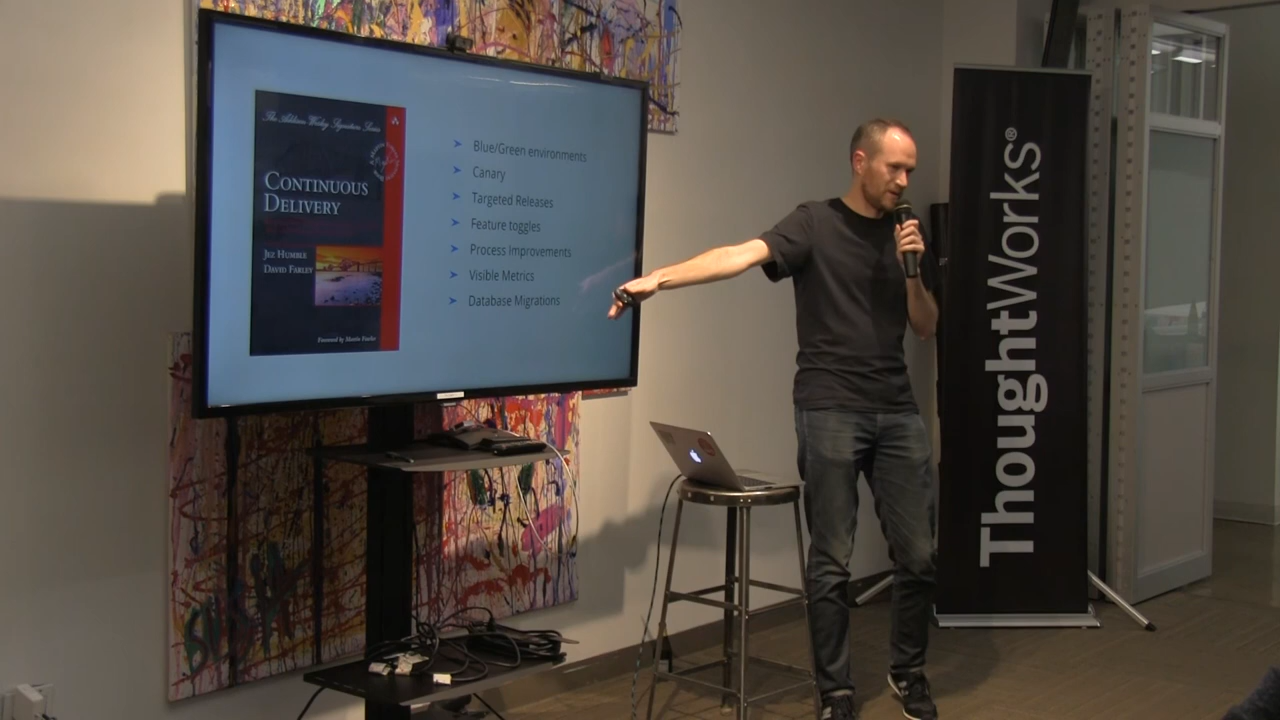 The Addison Wesley Signature Series
CONTINUOUS
DELIVERY
JEZ HUMBLE
DAVID FARLEY
Foreword by Martin Fowler
Blue/Green environments
Canary
Targeted Releases
Feature toggles
Process Improvements
Visible Metrics
Database Migrations
ThoughtWorks®